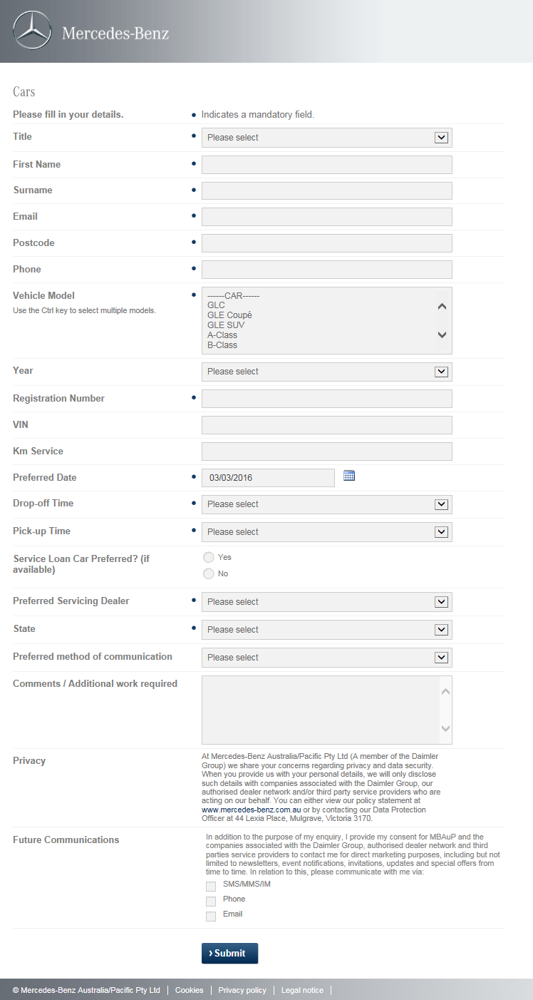 Mercedes-Benz
Cars
Please fill in your details.
Indicates a mandatory field.
Title
Please select
First Name
Surname
Email
Postcode
Phone
Vehicle Model
Use the Ctrl key to select multiple models.
------CAR------
GLC
GLE Coupé
GLE SUV
A-Class
B-Class
Year
Please select
Registration Number
VIN
Km Service
Preferred Date
03/03/2016
Drop-off Time
Please select
Pick-up Time
Please select
Service Loan Car Preferred? (if
available)
Yes
No
Preferred Servicing Dealer
Please select
State
Please select
Preferred method of communication
Please select
Comments / Additional work required
Privacy
At Mercedes-Benz Australia/Pacific Pty Ltd (A member of the Daimler
Group) we share your concerns regarding privacy and data security.
When you provide us with your personal details, we will only disclose
such details with companies associated with the Daimler Group, our
authorised dealer network and/or third party service providers who are
acting on our behalf. You can either view our policy statement at
www.mercedes-benz.com.au or by contacting our Data Protection
Officer at 44 Lexia Place, Mulgrave, Victoria 3170.
Future Communications
In addition to the purpose of my enquiry, I provide my consent for MBAuP and the
companies associated with the Daimler Group, authorised dealer network and third
parties service providers to contact me for direct marketing purposes, including but not
limited to newsletters, event notifications, invitations, updates and special offers from
time to time. In relation to this, please communicate with me via:
SMS/MMS/IM
Phone
Email
› Submit
© Mercedes-Benz Australia/Pacific Pty Ltd | Cookies | Privacy policy | Legal notice |